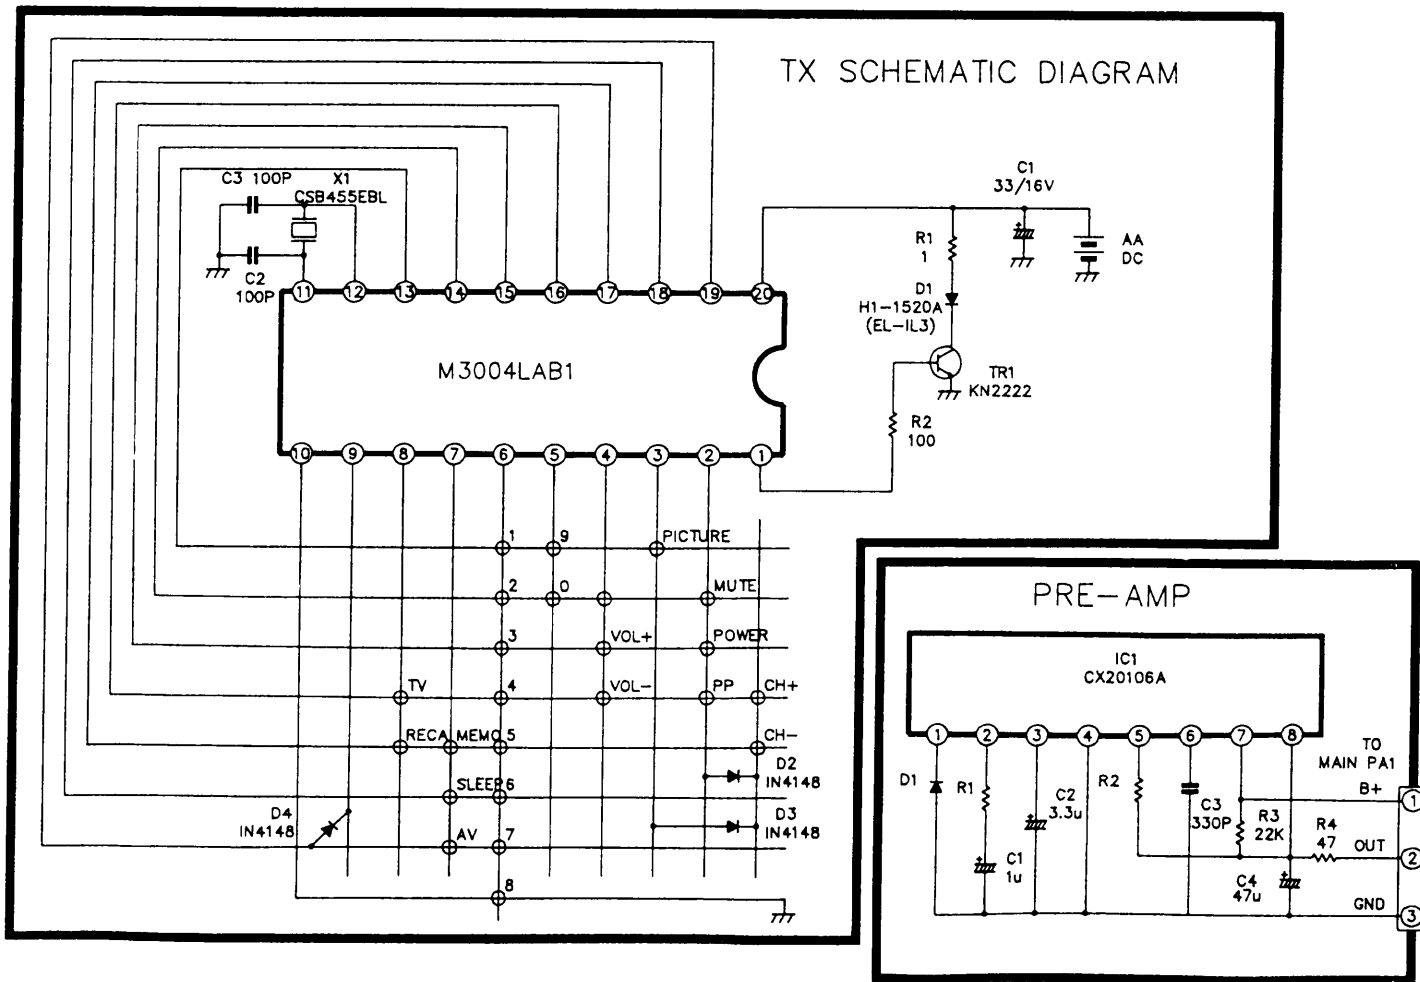 TX SCHEMATIC DIAGRAM
C3 100P
X1
CSB455EBL
C2
100P
C1
33/16V
R1
1
AA
DC
D1
H1-1520A
(EL-IL3)
TR1
KN2222
R2
100
11 12 13 14 15 16 17 18 19 20
M3004LAB1
10 9 8 7 6 5 4 3 2 1
1 9 PICTURE
2 0 MUTE
3 VOL+ POWER
TV 4 VOL- PP CH+
RECA MEMO 5 CH-
D2
IN4148
SLEEP 6
D4
IN4148
D3
IN4148
AV 7
8
PRE-AMP
IC1
CX20106A
1 2 3 4 5 6 7 8
TO
MAIN PA1
D1
R1
C2
3.3u
R2
C3
330P
R3
22K
R4
47
C1
1u
C4
47u
B+ 1
OUT 2
GND 3